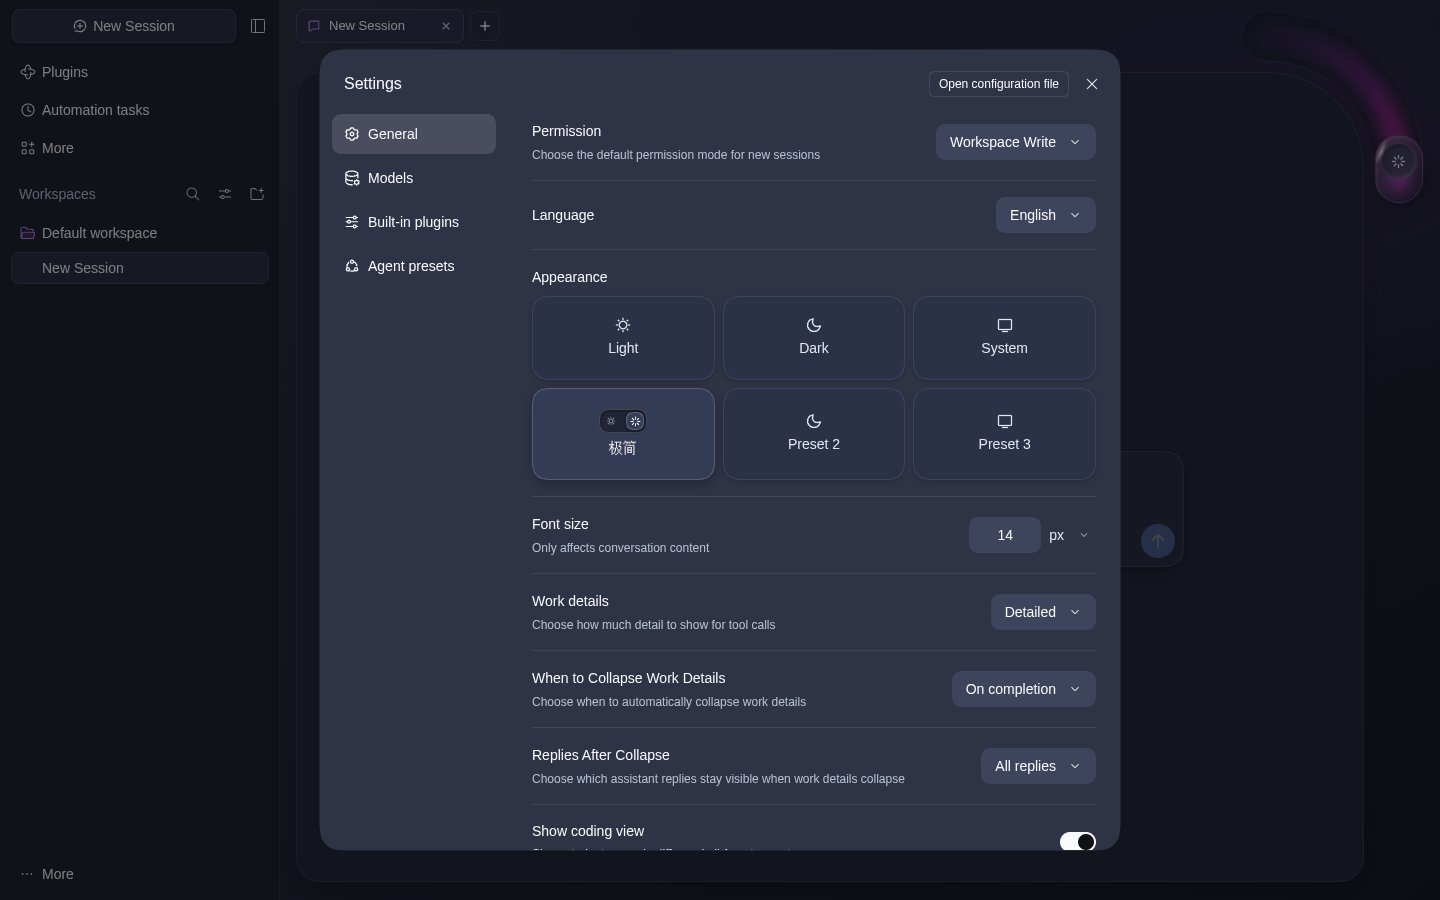 New Session
Plugins
Automation tasks
More
Workspaces
Default workspace
New Session
More
New Session
Settings
Open configuration file
General
Models
Built-in plugins
Agent presets
Permission
Choose the default permission mode for new sessions
Workspace Write
Language
English
Appearance
Light
Dark
System
极简
Preset 2
Preset 3
Font size
Only affects conversation content
14
px
Work details
Choose how much detail to show for tool calls
Detailed
When to Collapse Work Details
Choose when to automatically collapse work details
On completion
Replies After Collapse
Choose which assistant replies stay visible when work details collapse
All replies
Show coding view